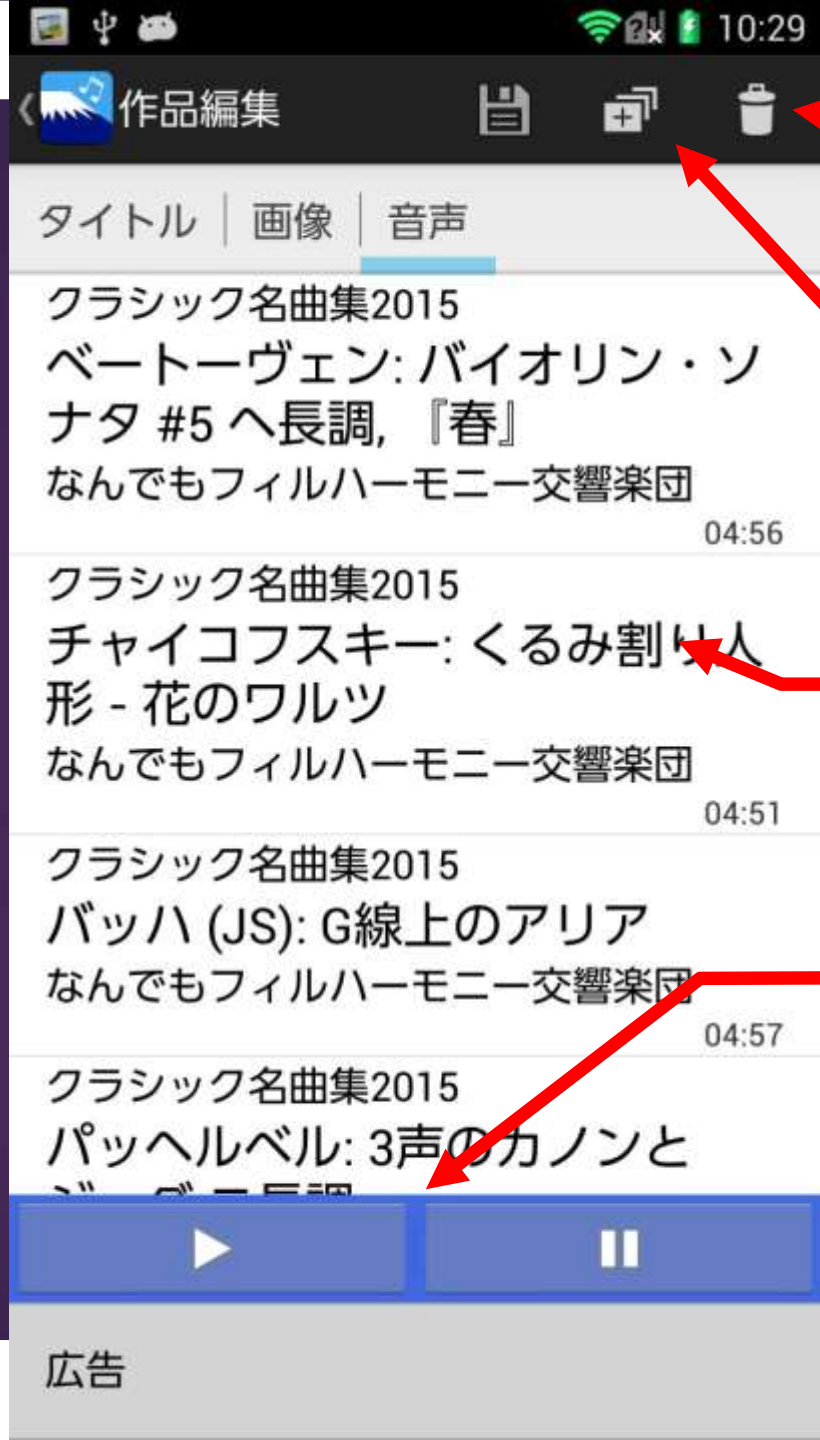 10:29
作品編集
タイトル | 画像 | 音声
クラシック名曲集2015
ベートーヴェン: バイオリン・ソ
ナタ #5 ヘ長調, 『春』
なんでもフィルハーモニー交響楽団
04:56
クラシック名曲集2015
チャイコフスキー: くるみ割り人
形 - 花のワルツ
なんでもフィルハーモニー交響楽団
04:51
クラシック名曲集2015
バッハ (JS): G線上のアリア
なんでもフィルハーモニー交響楽団
04:57
クラシック名曲集2015
パッヘルベル: 3声のカノンと
広告